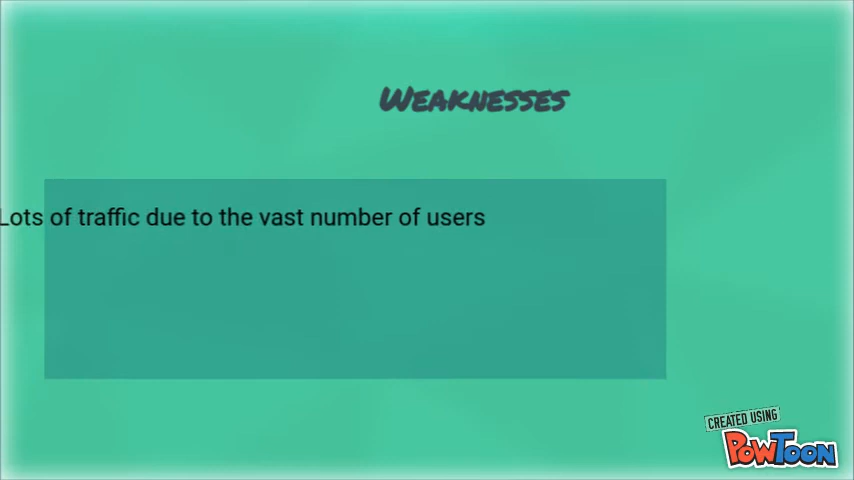 Weaknesses
Lots of traffic due to the vast number of users
CREATED USING
POWTOON